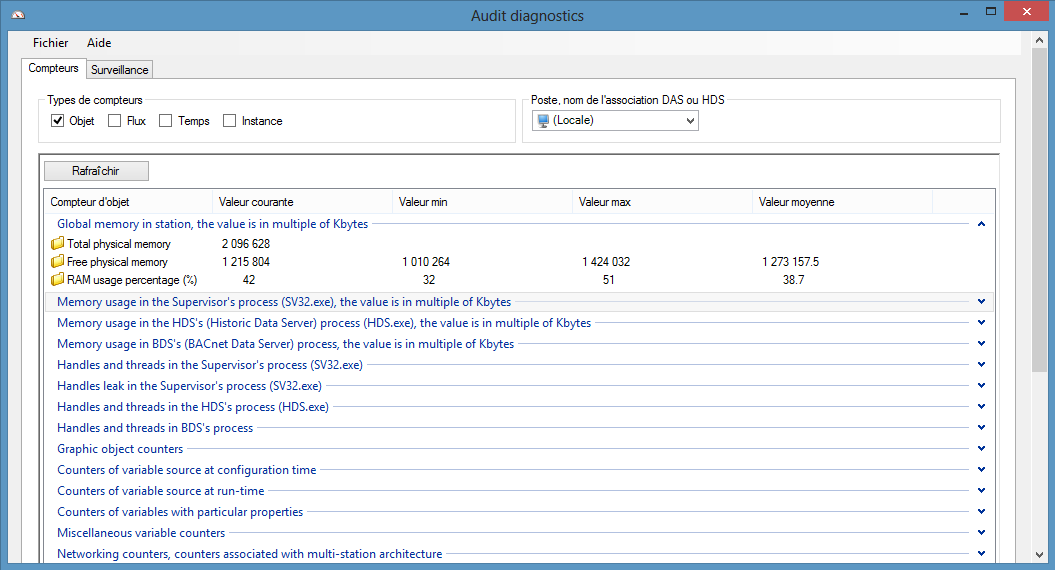 Audit diagnostics
Fichier Aide
Compteurs Surveillance
Types de compteurs
Objet Flux Temps Instance
Poste, nom de l'association DAS ou HDS
(Locale)
Rafraîchir
Compteur d'objet Valeur courante Valeur min Valeur max Valeur moyenne
Global memory in station, the value is in multiple of Kbytes
Total physical memory 2 096 628
Free physical memory 1 215 804 1 010 264 1 424 032 1 273 157.5
RAM usage percentage (%) 42 32 51 38.7
Memory usage in the Supervisor's process (SV32.exe), the value is in multiple of Kbytes
Memory usage in the HDS's (Historic Data Server) process (HDS.exe), the value is in multiple of Kbytes
Memory usage in BDS's (BACnet Data Server) process, the value is in multiple of Kbytes
Handles and threads in the Supervisor's process (SV32.exe)
Handles leak in the Supervisor's process (SV32.exe)
Handles and threads in the HDS's process (HDS.exe)
Handles and threads in BDS's process
Graphic object counters
Counters of variable source at configuration time
Counters of variable source at run-time
Counters of variables with particular properties
Miscellaneous variable counters
Networking counters, counters associated with multi-station architecture